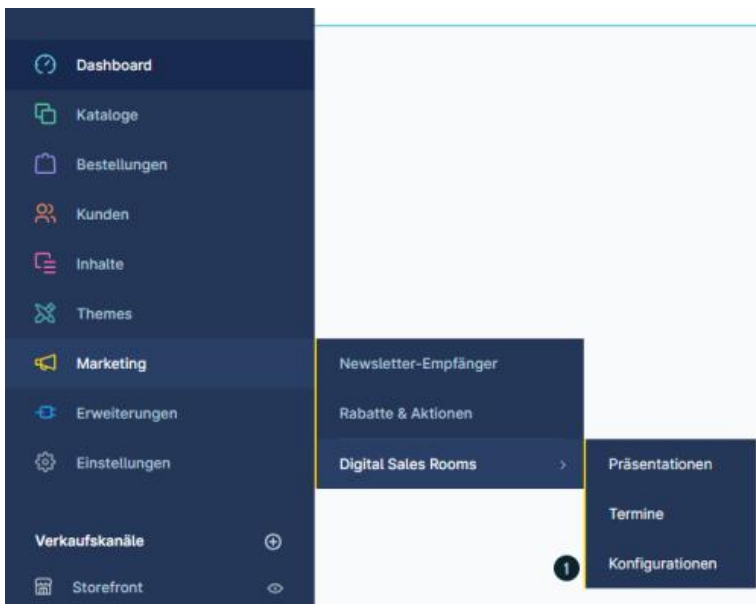 Dashboard
Kataloge
Bestellungen
Kunden
Inhalte
Themes
Marketing
Erweiterungen
Einstellungen
Verkaufskanäle
Storefront
Newsletter-Empfänger
Rabatte & Aktionen
Digital Sales Rooms
Präsentationen
Termine
1
Konfigurationen